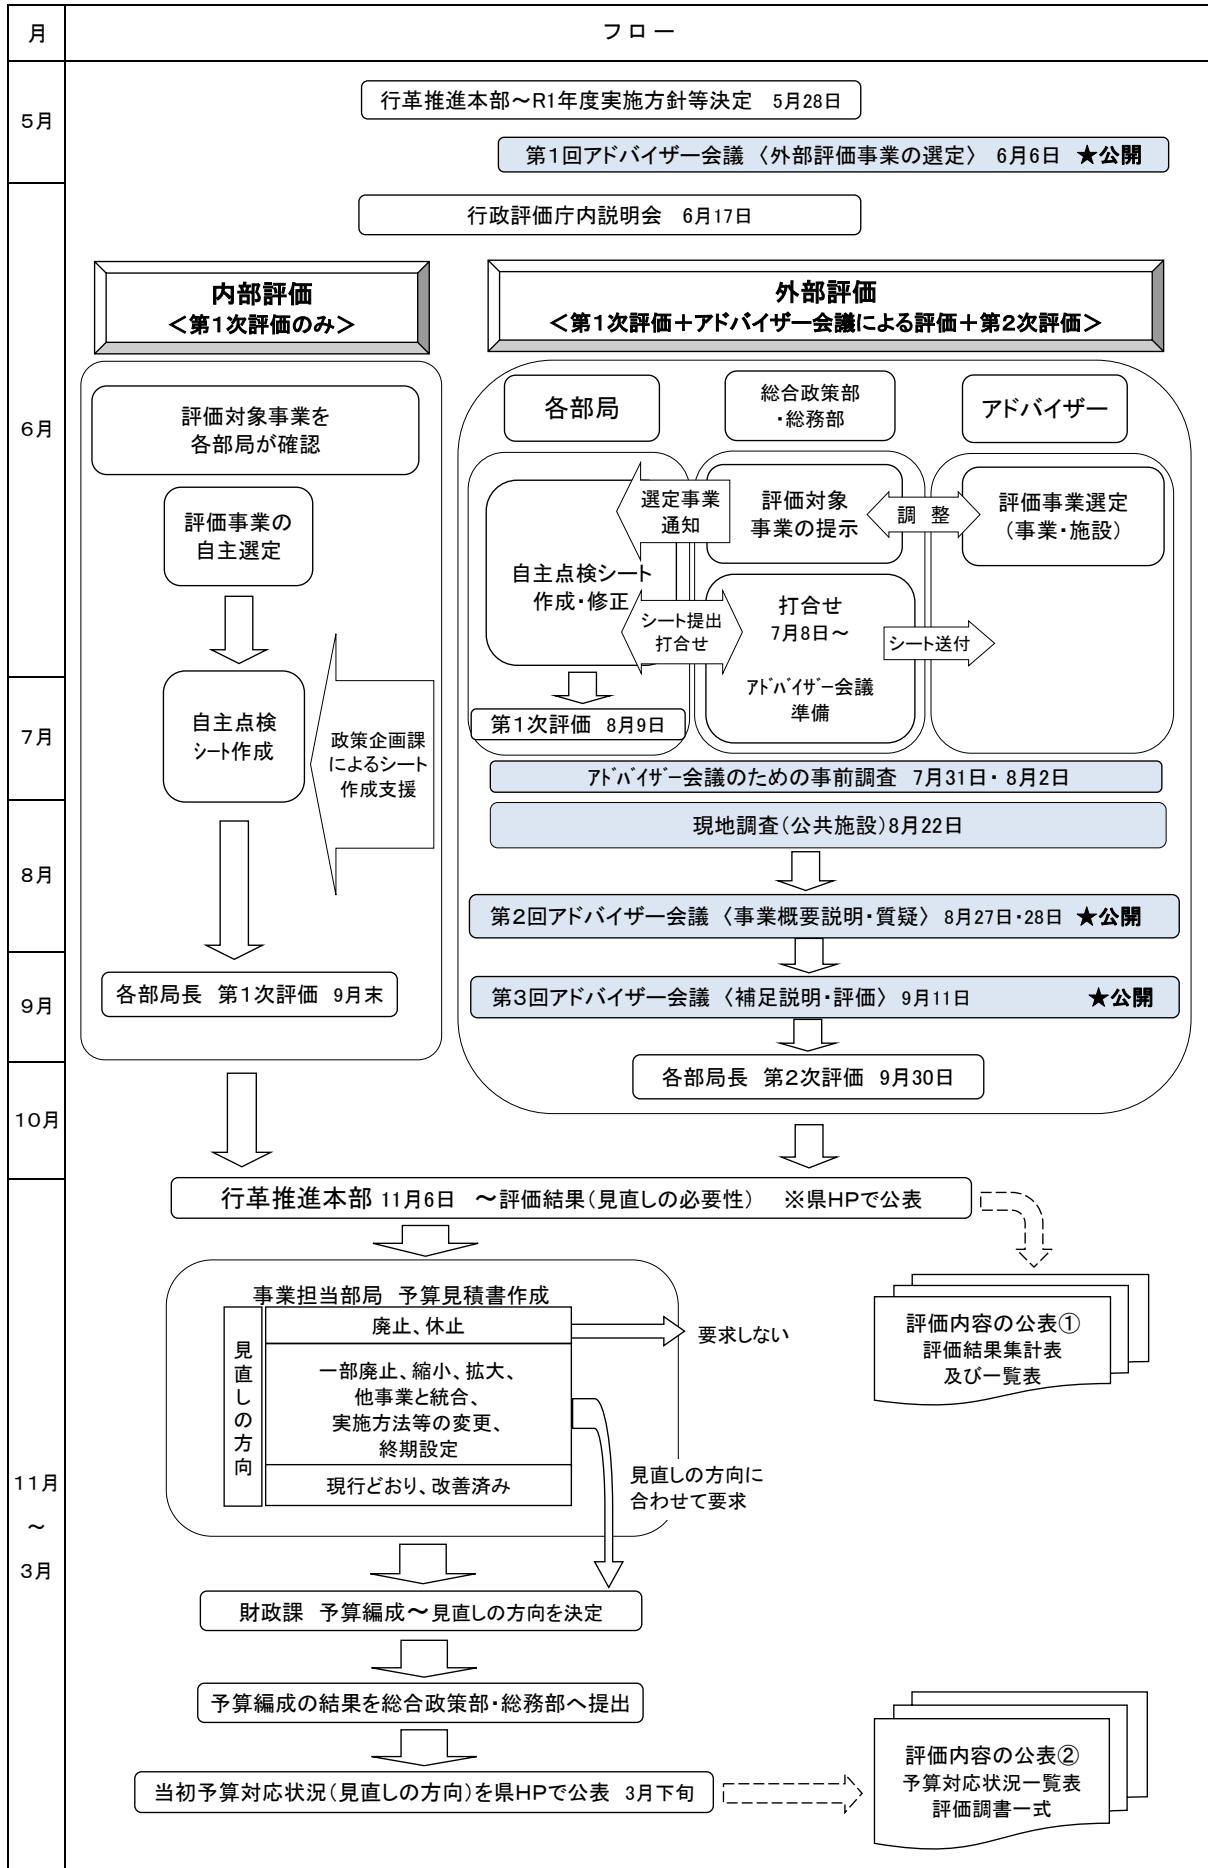 月
フロー
5月
行革推進本部～R1年度実施方針等決定 5月28日
第1回アドバイザー会議 〈外部評価事業の選定〉 6月6日 ★公開
6月
行政評価庁内説明会 6月17日
内部評価
＜第1次評価のみ＞
評価対象事業を
各部局が確認
評価事業の
自主選定
自主点検
シート作成
政策企画課
によるシート
作成支援
各部局長 第1次評価 9月末
外部評価
＜第1次評価＋アドバイザー会議による評価＋第2次評価＞
各部局
総合政策部
・総務部
アドバイザー
選定事業
通知
評価対象
事業の提示
調 整
評価事業選定
(事業・施設)
自主点検シート
作成・修正
シート提出
打合せ
打合せ
7月8日～
シート送付
ｱﾄﾞﾊﾞｲｻﾞｰ会議
準備
7月
第1次評価 8月9日
ｱﾄﾞﾊﾞｲｻﾞｰ会議のための事前調査 7月31日・8月2日
現地調査(公共施設)8月22日
8月
第2回アドバイザー会議 〈事業概要説明・質疑〉 8月27日・28日 ★公開
9月
第3回アドバイザー会議 〈補足説明・評価〉 9月11日 ★公開
各部局長 第2次評価 9月30日
10月
行革推進本部 11月6日 ～評価結果(見直しの必要性) ※県HPで公表
11月
～
3月
事業担当部局 予算見積書作成
見直しの方向
廃止、休止
要求しない
一部廃止、縮小、拡大、
他事業と統合、
実施方法等の変更、
終期設定
現行どおり、改善済み
見直しの方向に
合わせて要求
評価内容の公表①
評価結果集計表
及び一覧表
財政課 予算編成～見直しの方向を決定
予算編成の結果を総合政策部・総務部へ提出
当初予算対応状況(見直しの方向)を県HPで公表 3月下旬
評価内容の公表②
予算対応状況一覧表
評価調書一式